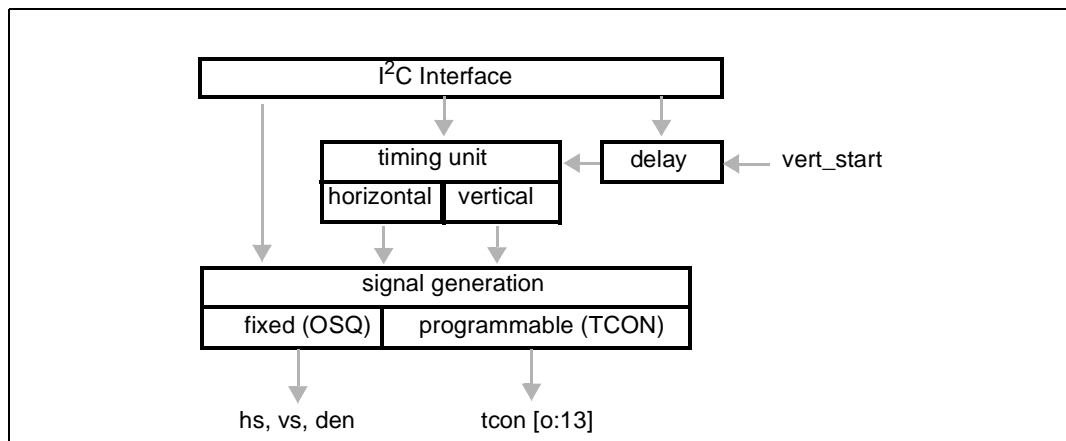 I²C Interface
timing unit
delay
vert_start
horizontal
vertical
signal generation
fixed (OSQ)
programmable (TCON)
hs, vs, den
tcon [o:13]